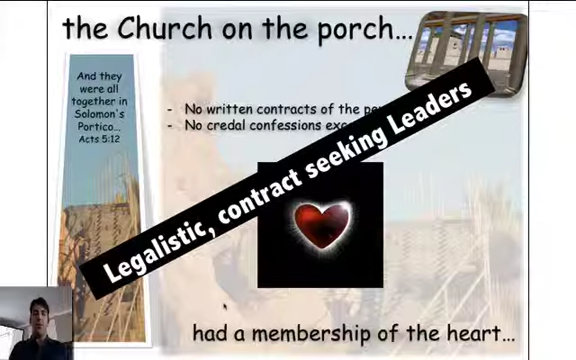 the Church on the porch...
And they
were all
together in
Solomon's
Portico...
Acts 5:12
- No written contracts of the
- No credal confessions
Legalistic, contract seeking Leaders
had a membership of the heart...